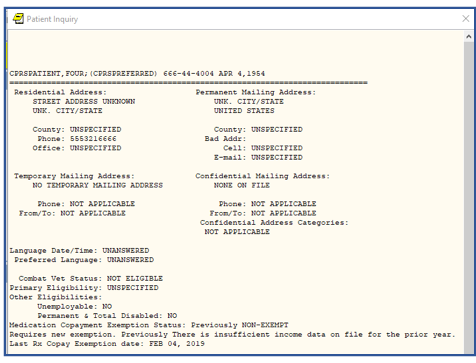 Patient Inquiry
CPRSPATIENT,FOUR;(CPRSPREFERRED) 666-44-4004 APR 4,1954
Residential Address: Permanent Mailing Address:
STREET ADDRESS UNKNOWN UNK. CITY/STATE
UNK. CITY/STATE UNITED STATES
County: UNSPECIFIED County: UNSPECIFIED
Phone: 5553216666 Bad Addr:
Office: UNSPECIFIED Cell: UNSPECIFIED
E-mail: UNSPECIFIED
Temporary Mailing Address: Confidential Mailing Address:
NO TEMPORARY MAILING ADDRESS NONE ON FILE
Phone: NOT APPLICABLE Phone: NOT APPLICABLE
From/To: NOT APPLICABLE From/To: NOT APPLICABLE
Confidential Address Categories:
NOT APPLICABLE
Language Date/Time: UNANSWERED
Preferred Language: UNANSWERED
Combat Vet Status: NOT ELIGIBLE
Primary Eligibility: UNSPECIFIED
Other Eligibilities:
Unemployable: NO
Permanent & Total Disabled: NO
Medication Copayment Exemption Status: Previously NON-EXEMPT
Requires new exemption. Previously There is insufficient income data on file for the prior year.
Last Rx Copay Exemption date: FEB 04, 2019